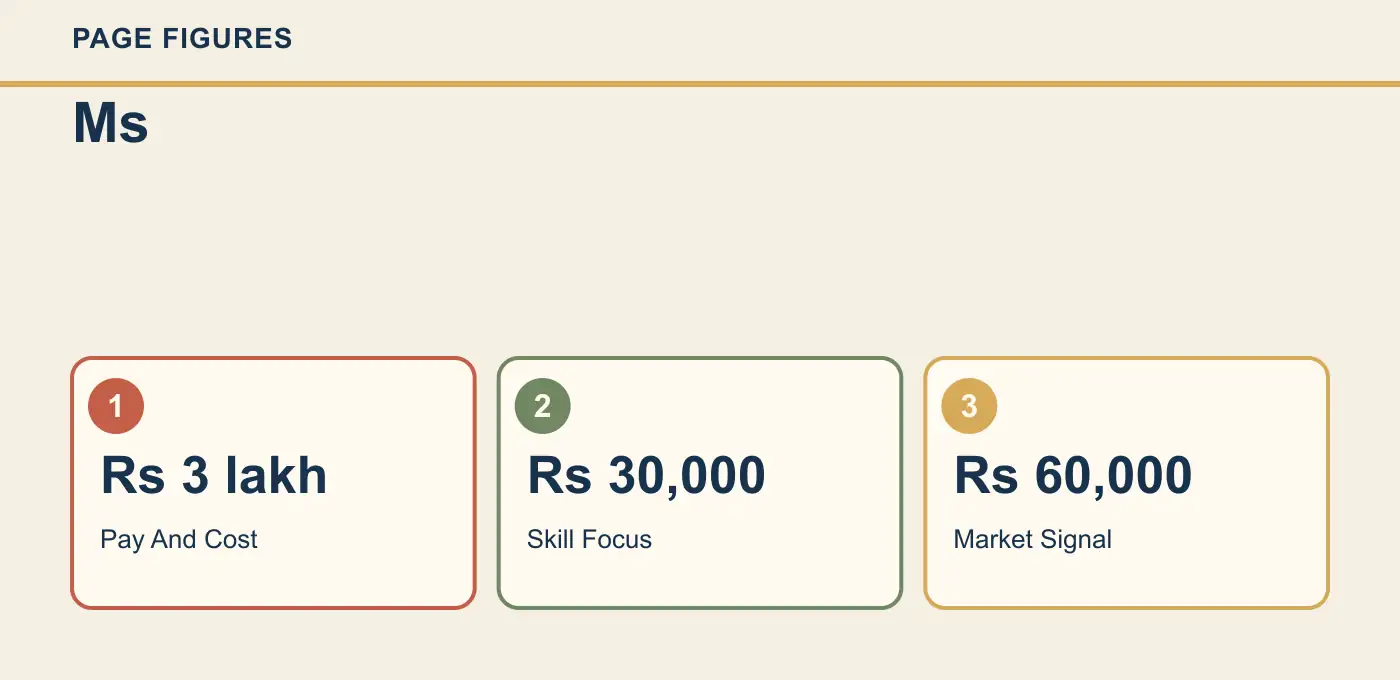 PAGE FIGURES
Ms
1
Rs 3 lakh
Pay And Cost
2
Rs 30,000
Skill Focus
3
Rs 60,000
Market Signal